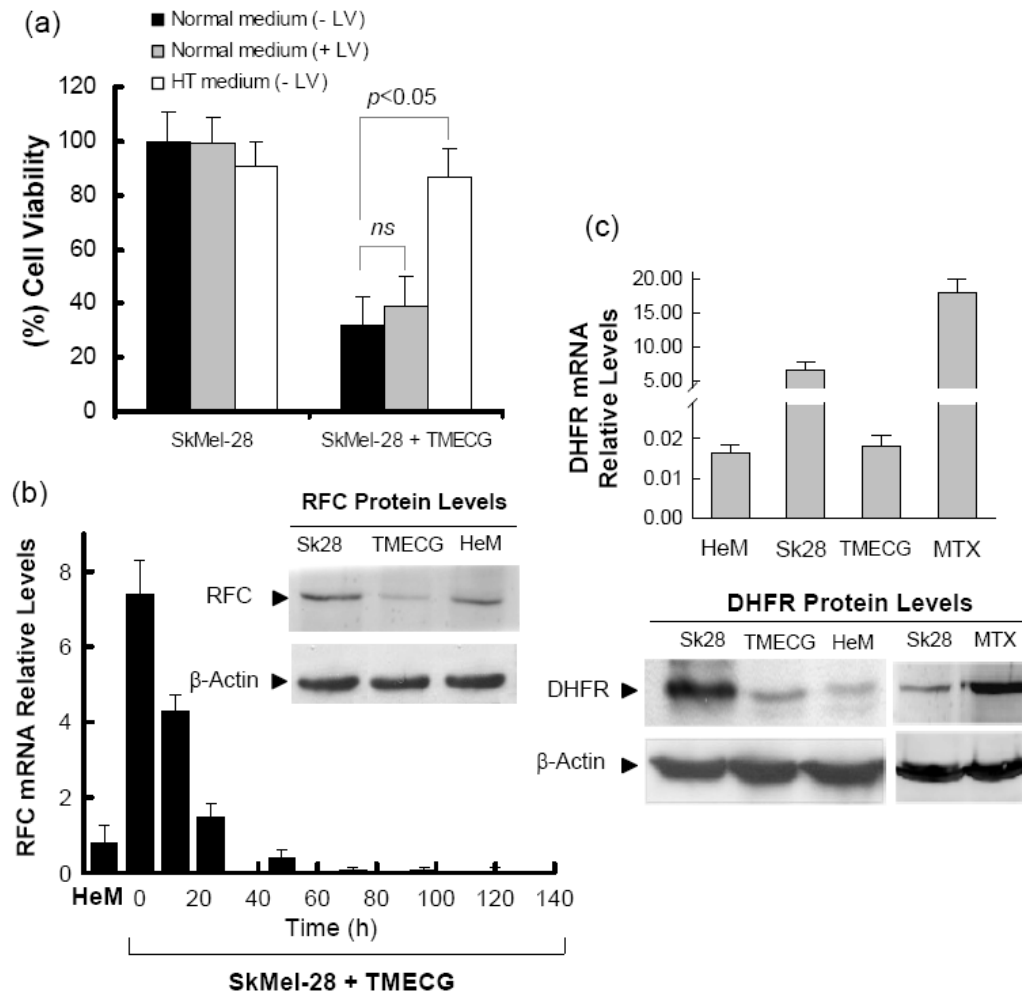 (a)
Normal medium (- LV)
Normal medium (+ LV)
HT medium (- LV)
120
100
80
60
40
20
0
(%) Cell Viability
p<0.05
ns
SkMel-28
SkMel-28 + TMECG
(b)
RFC mRNA Relative Levels
8
6
4
2
0
HeM
0 20 40 60 80 100 120 140
Time (h)
SkMel-28 + TMECG
RFC Protein Levels
Sk28 TMECG HeM
RFC
β-Actin
(c)
DHFR mRNA
Relative Levels
20.00
15.00
10.00
5.00
0.02
0.01
0.00
HeM Sk28 TMECG MTX
DHFR Protein Levels
Sk28 TMECG HeM Sk28 MTX
DHFR
β-Actin